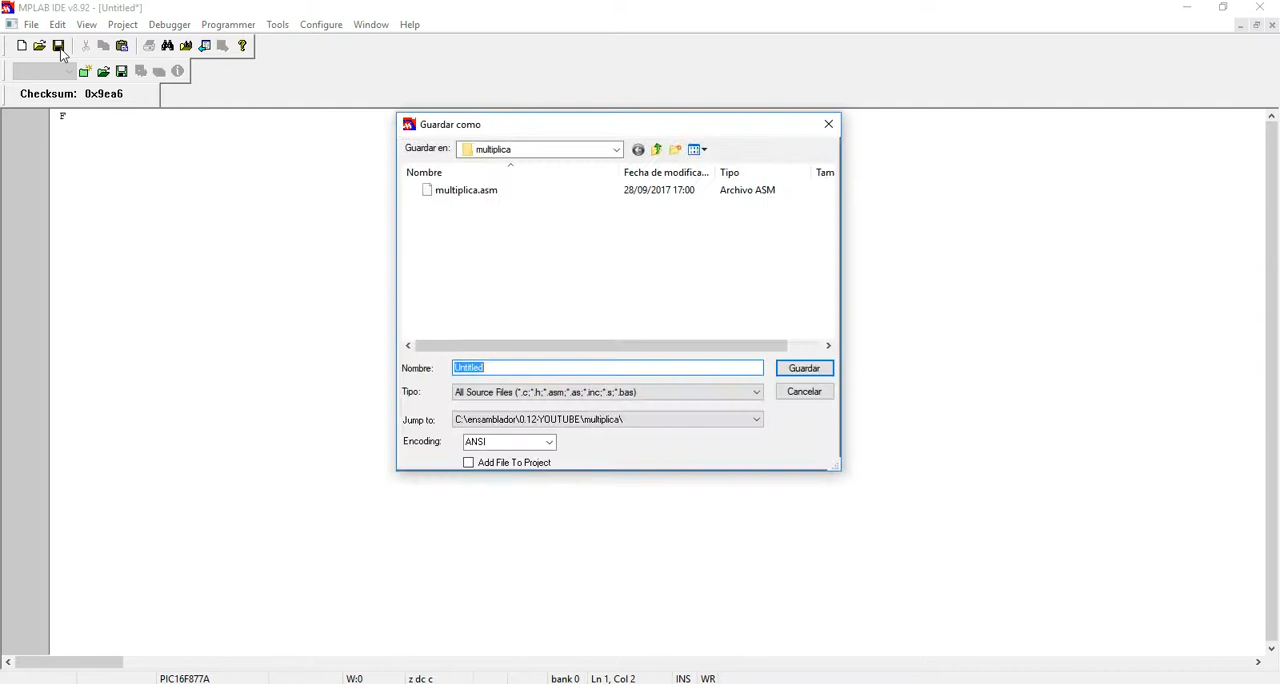 MPLAB IDE v8.92 - [Untitled*]
File Edit View Project Debugger Programmer Tools Configure Window Help
Checksum: 0x9ea6
F
Guardar como
Guardar en: multiplica
Nombre Fecha de modifica... Tipo Tam
multiplica.asm 28/09/2017 17:00 Archivo ASM
Nombre: Untitled Guardar
Tipo: All Source Files (*.c;*.h;*.asm;*.as;*.inc;*.s;*.bas) Cancelar
Jump to: C:\ensamblador\0.12-YOUTUBE\multiplica\
Encoding: ANSI
Add File To Project
PIC16F877A W:0 z dc c bank 0 Ln 1, Col 2 INS WR